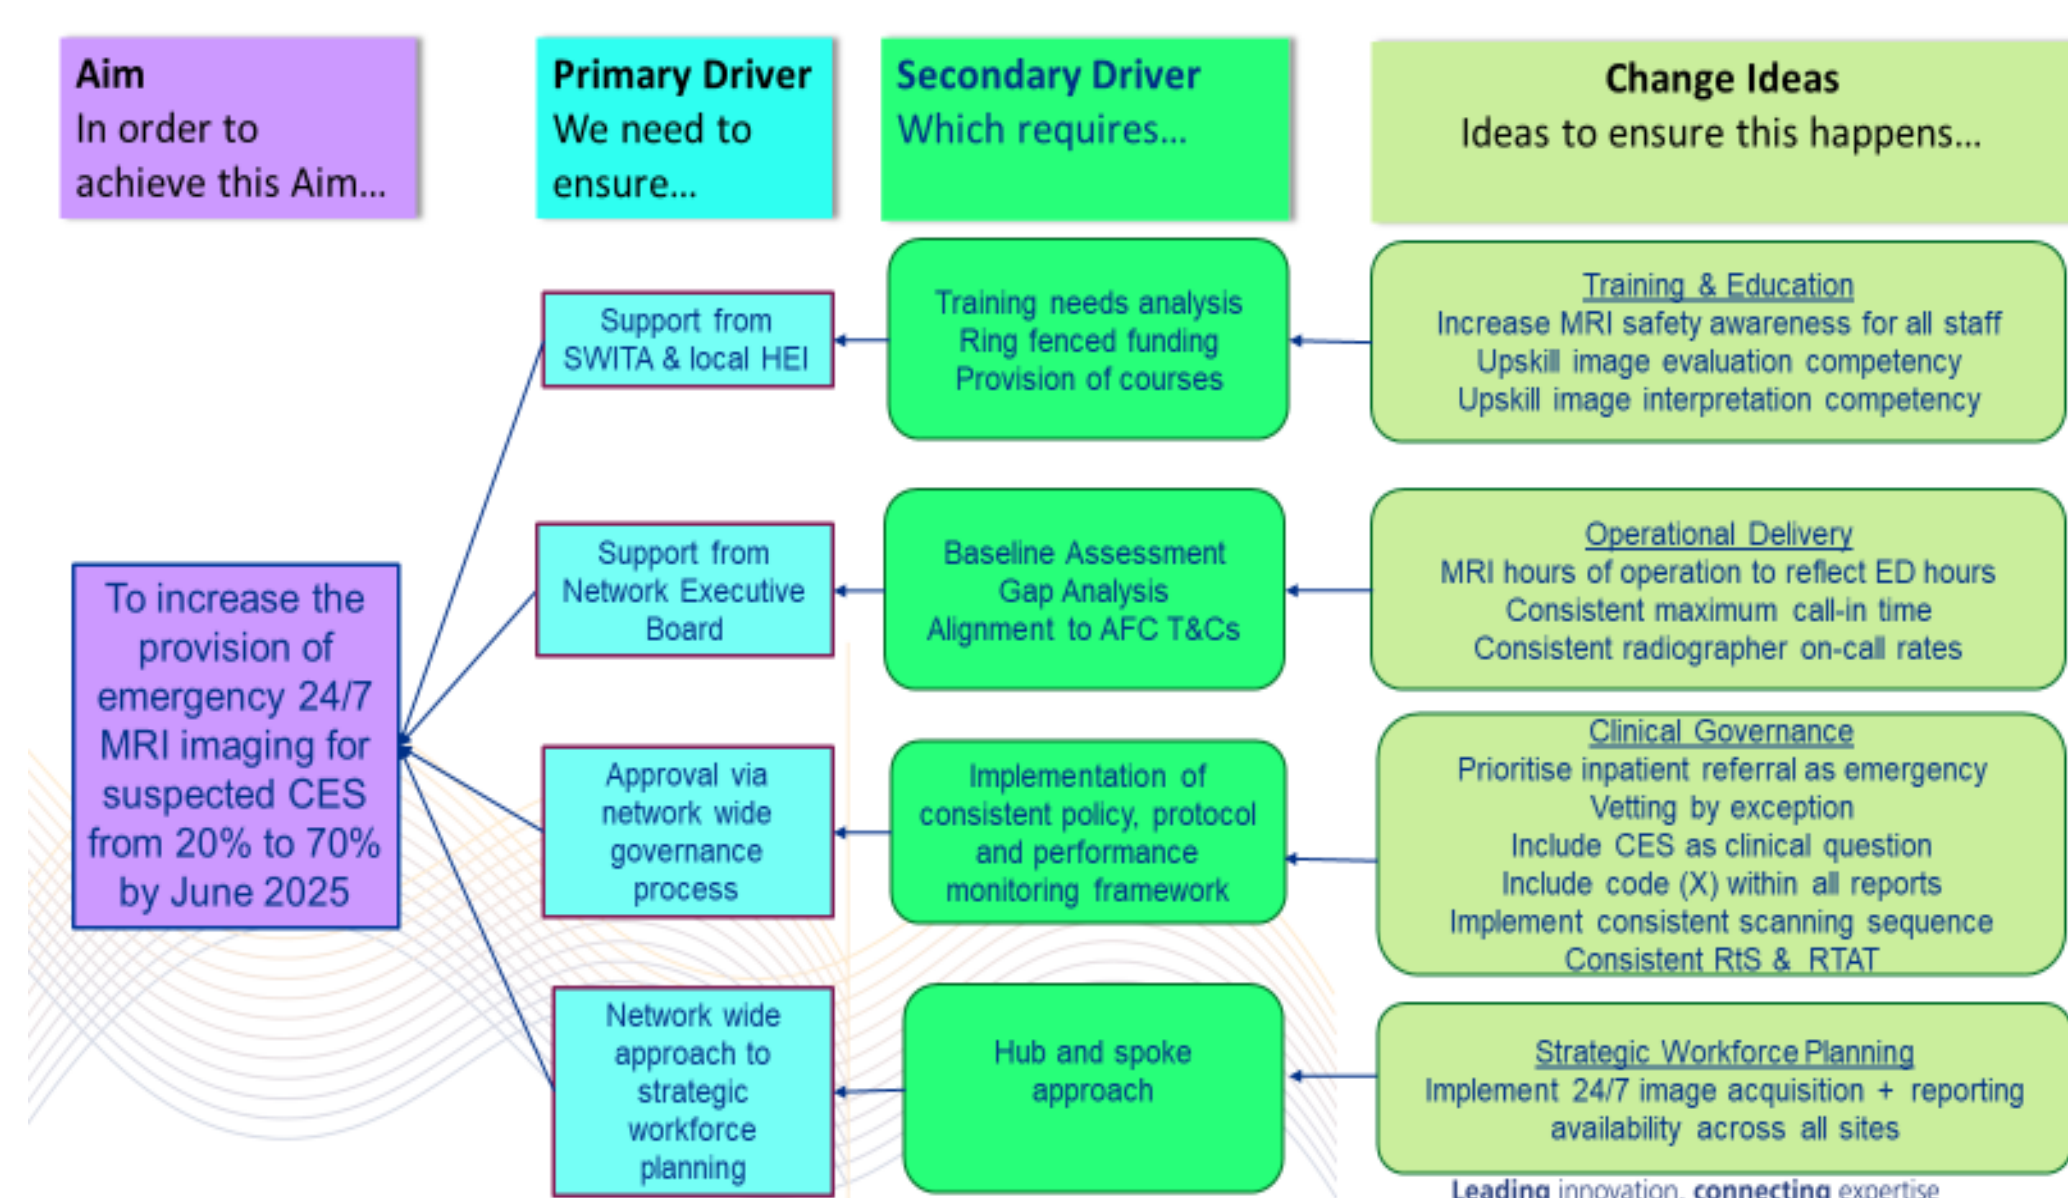 Aim
In order to
achieve this Aim...
Primary Driver
We need to
ensure...
Secondary Driver
Which requires...
Change Ideas
Ideas to ensure this happens...
To increase the
provision of
emergency 24/7
MRI imaging for
suspected CES
from 20% to 70%
by June 2025
Support from
SWITA & local HEI
Training needs analysis
Ring fenced funding
Provision of courses
Training & Education
Increase MRI safety awareness for all staff
Upskill image evaluation competency
Upskill image interpretation competency
Support from
Network Executive
Board
Baseline Assessment
Gap Analysis
Alignment to AFC T&Cs
Operational Delivery
MRI hours of operation to reflect ED hours
Consistent maximum call-in time
Consistent radiographer on-call rates
Approval via
network wide
governance
process
Implementation of
consistent policy, protocol
and performance
monitoring framework
Clinical Governance
Prioritise inpatient referral as emergency
Vetting by exception
Include CES as clinical question
Include code (X) within all reports
Implement consistent scanning sequence
Consistent RtS & RTAT
Network wide
approach to
strategic
workforce
planning
Hub and spoke
approach
Strategic Workforce Planning
Implement 24/7 image acquisition + reporting
availability across all sites
Leading innovation, connecting expertise